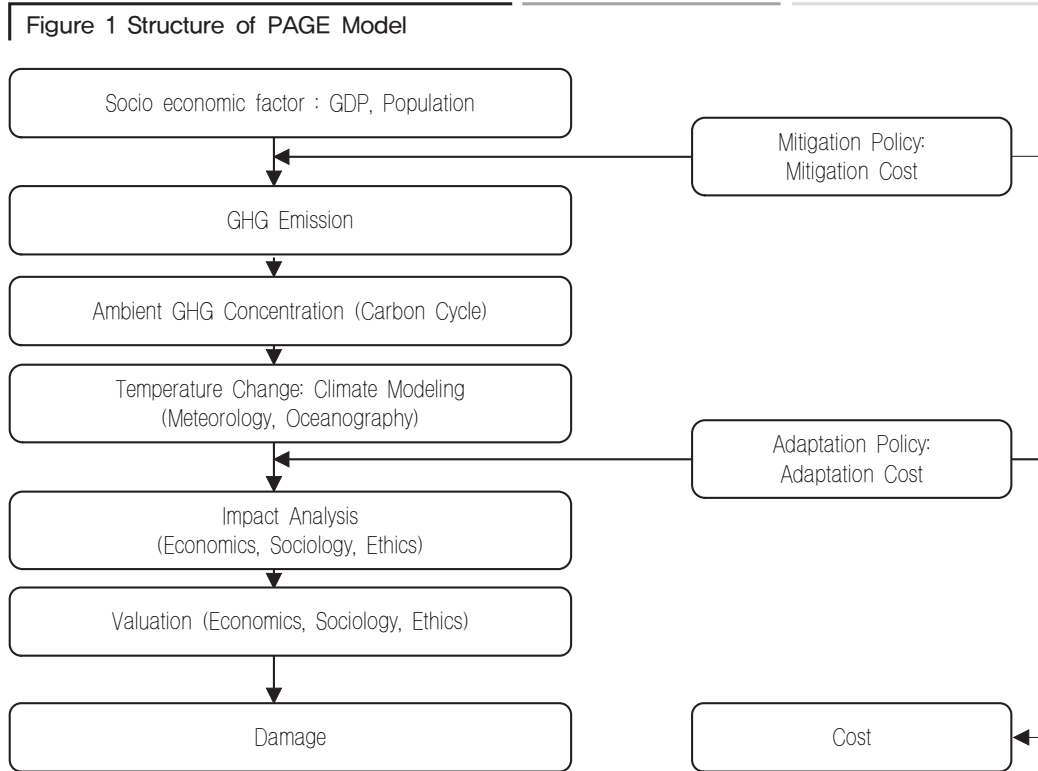 Figure 1 Structure of PAGE Model
Socio economic factor : GDP, Population
Mitigation Policy:
Mitigation Cost
GHG Emission
Ambient GHG Concentration (Carbon Cycle)
Temperature Change: Climate Modeling
(Meteorology, Oceanography)
Adaptation Policy:
Adaptation Cost
Impact Analysis
(Economics, Sociology, Ethics)
Valuation (Economics, Sociology, Ethics)
Damage
Cost